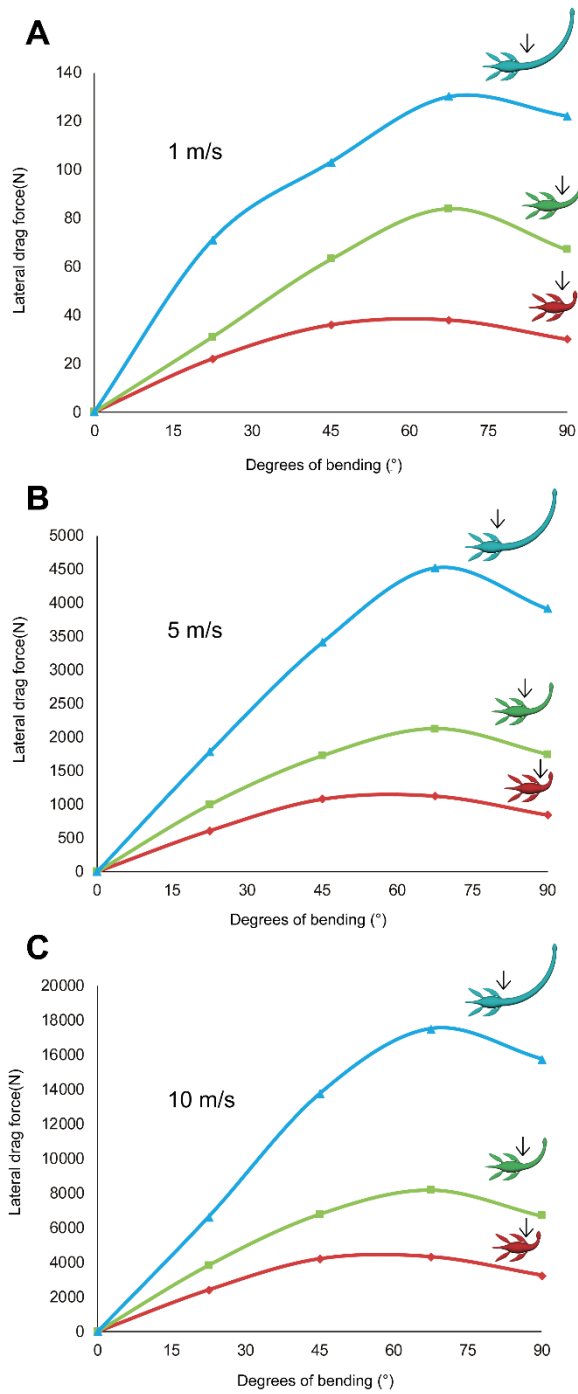 A
140
120
100
80
60
40
20
0
Lateral drag force(N)
1 m/s
0 15 30 45 60 75 90
Degrees of bending (°)
B
5000
4500
4000
3500
3000
2500
2000
1500
1000
500
0
Lateral drag force(N)
5 m/s
0 15 30 45 60 75 90
Degrees of bending (°)
C
20000
18000
16000
14000
12000
10000
8000
6000
4000
2000
0
Lateral drag force(N)
10 m/s
0 15 30 45 60 75 90
Degrees of bending (°)